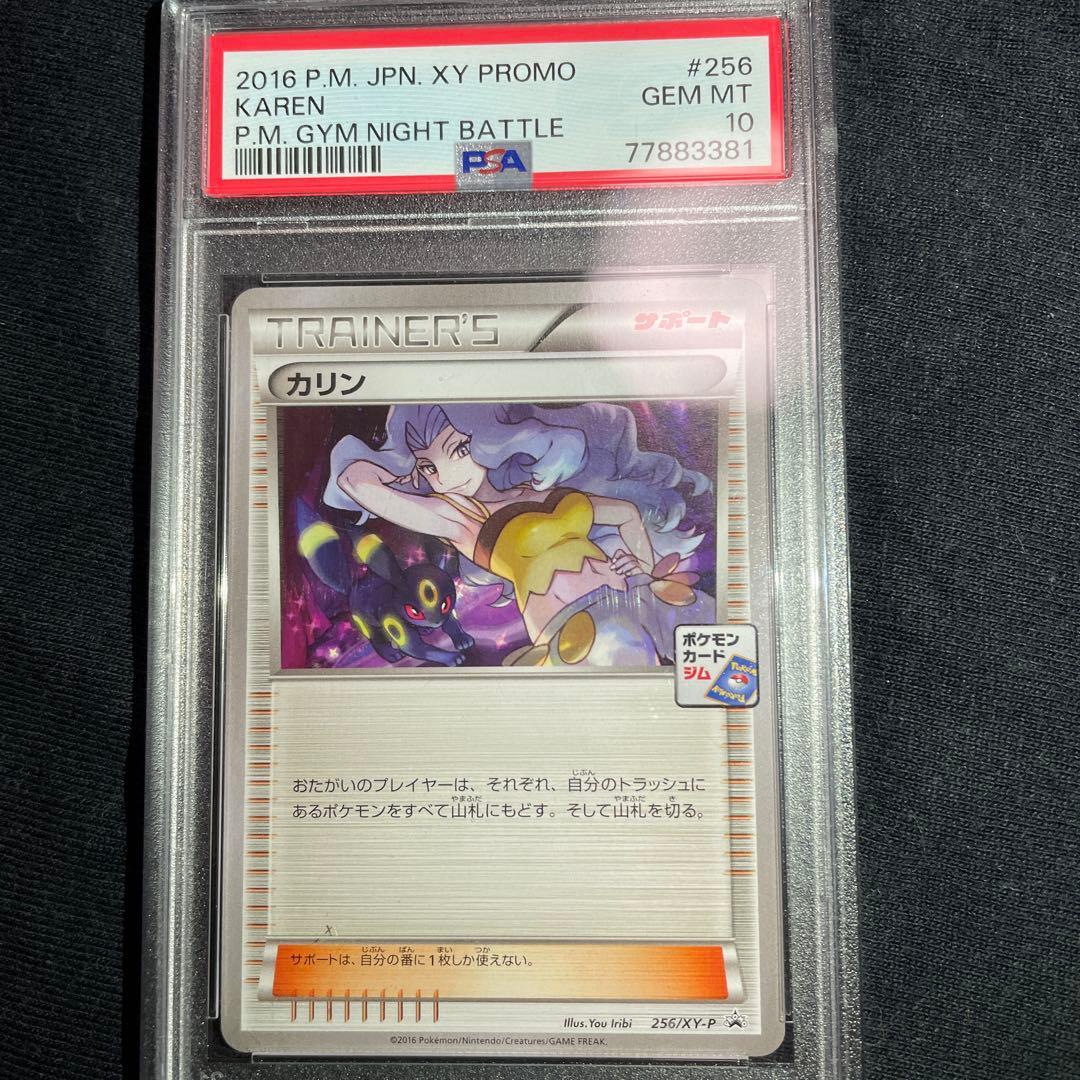 2016 P.M. JPN. XY PROMO #256
KAREN GEM MT
P.M. GYM NIGHT BATTLE 10
PSA 77883381
TRAINER'S サポート
カリン
ポケモン
カード
ジム
おたがいのプレイヤーは、それぞれ、自分のトラッシュに
あるポケモンをすべて山札にもどす。そして山札を切る。
サポートは、自分の番に1枚しか使えない。
Illus. You Iribi 256/XY-P
©2016 Pokémon/Nintendo/Creatures/GAME FREAK.